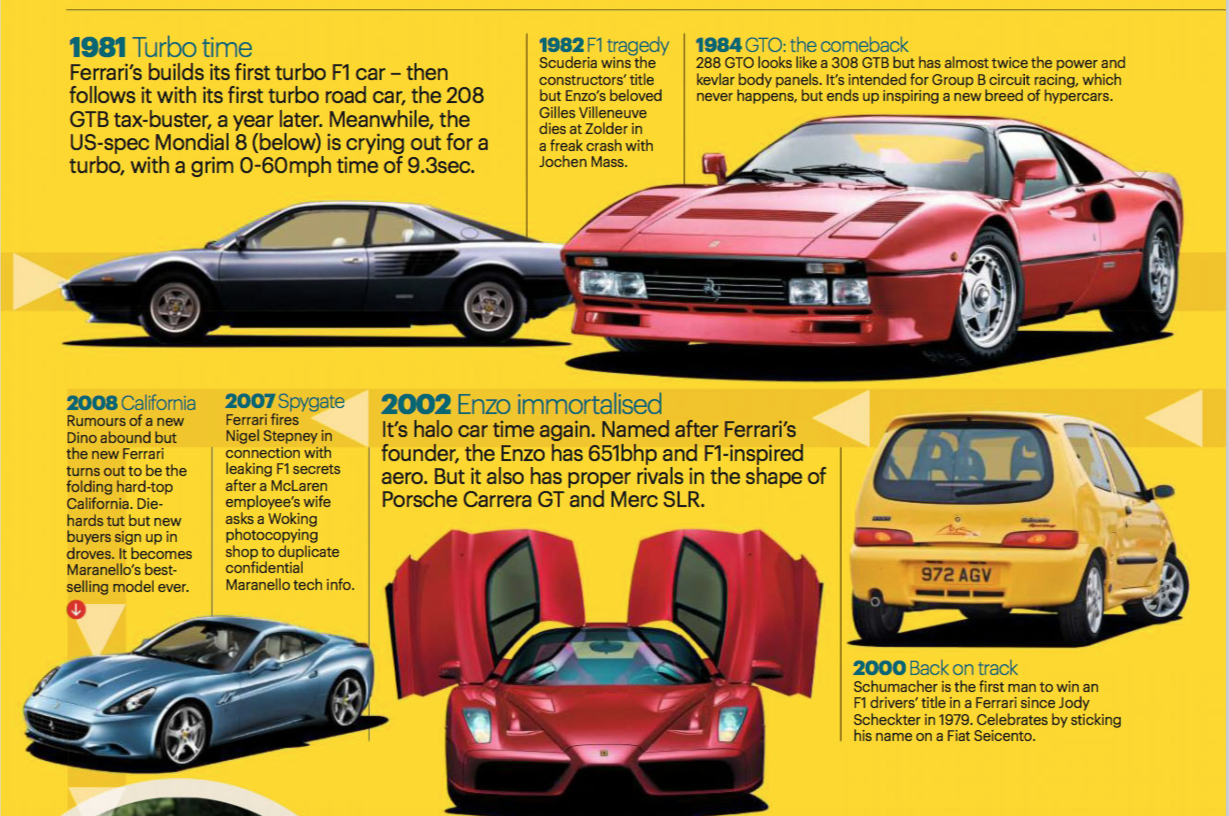 1981 Turbo time
Ferrari's builds its first turbo F1 car – then
follows it with its first turbo road car, the 208
GTB tax-buster, a year later. Meanwhile, the
US-spec Mondial 8 (below) is crying out for a
turbo, with a grim 0-60mph time of 9.3sec.
1982 F1 tragedy
Scuderia wins the
constructors' title
but Enzo's beloved
Gilles Villeneuve
dies at Zolder in
a freak crash with
Jochen Mass.
1984 GTO: the comeback
288 GTO looks like a 308 GTB but has almost twice the power and
kevlar body panels. It's intended for Group B circuit racing, which
never happens, but ends up inspiring a new breed of hypercars.
2008 California
Rumours of a new
Dino abound but
the new Ferrari
turns out to be the
folding hard-top
California. Die-
hards tut but new
buyers sign up in
droves. It becomes
Maranello's best-
selling model ever.
2007 Spygate
Ferrari fires
Nigel Stepney in
connection with
leaking F1 secrets
after a McLaren
employee's wife
asks a Woking
photocopying
shop to duplicate
confidential
Maranello tech info.
2002 Enzo immortalised
It's halo car time again. Named after Ferrari's
founder, the Enzo has 651bhp and F1-inspired
aero. But it also has proper rivals in the shape of
Porsche Carrera GT and Merc SLR.
972 AGV
2000 Back on track
Schumacher is the first man to win an
F1 drivers' title in a Ferrari since Jody
Scheckter in 1979. Celebrates by sticking
his name on a Fiat Seicento.